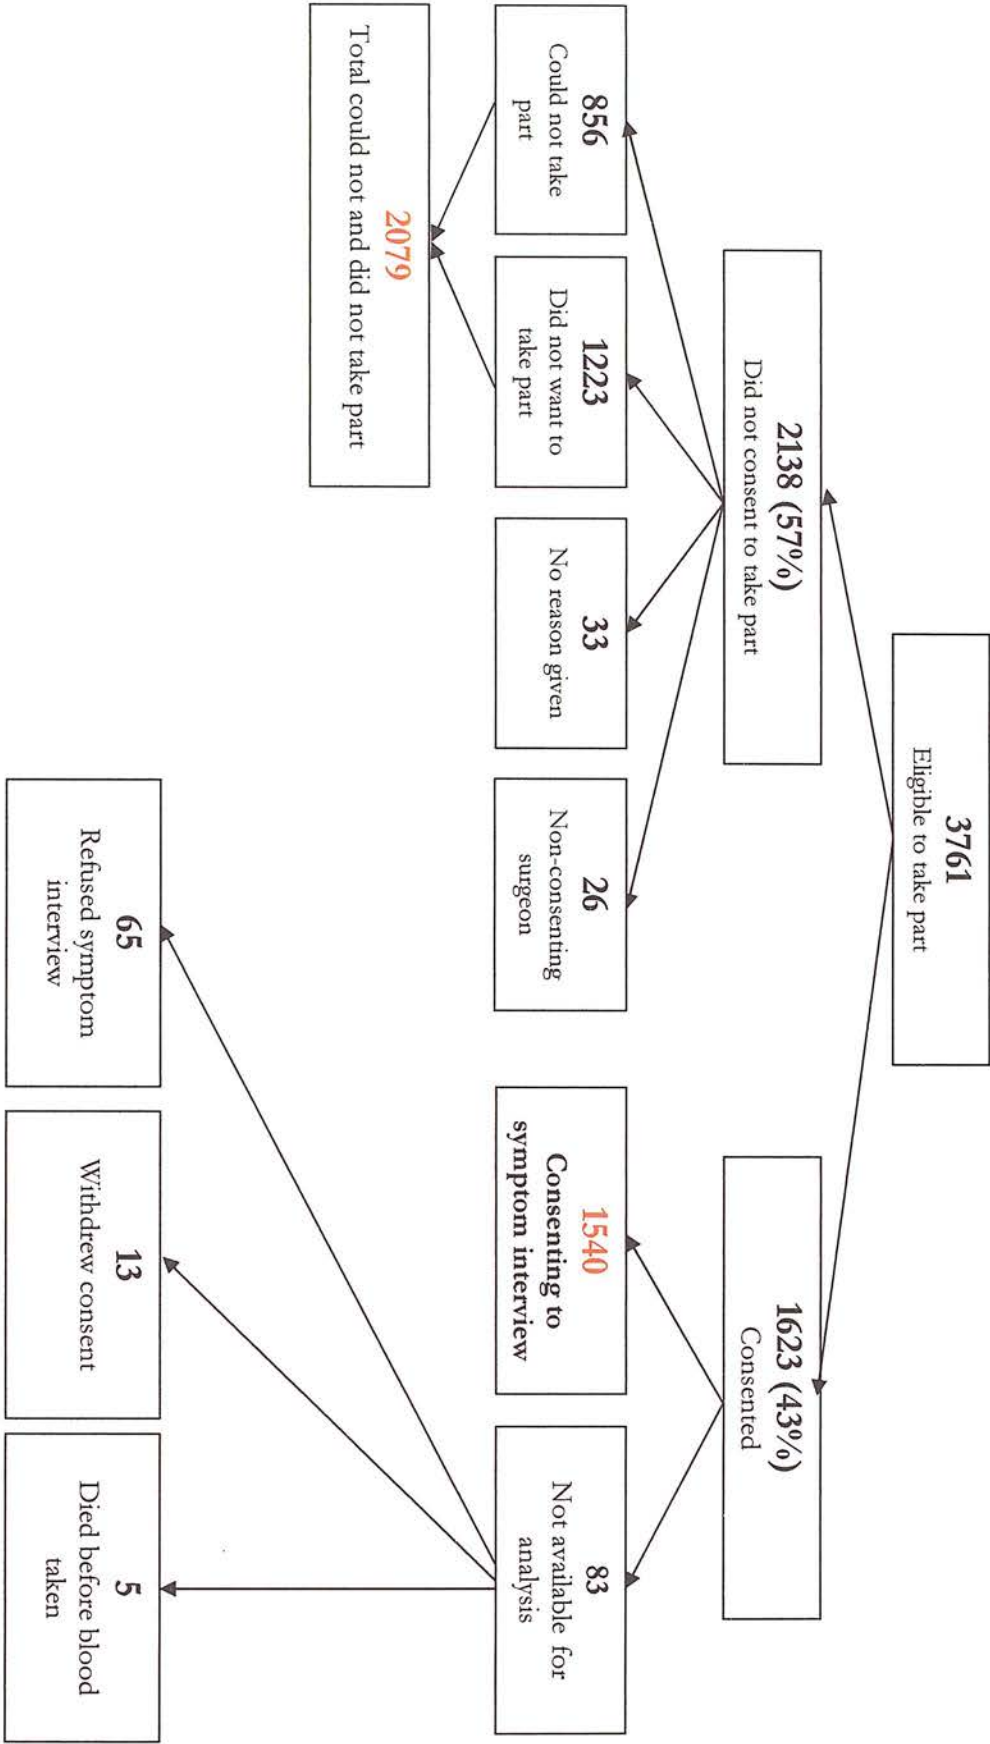 3761
Eligible to take part
2138 (57%)
Did not consent to take part
1623 (43%)
Consented
856
Could not take
part
1223
Did not want to
take part
33
No reason given
26
Non-consenting
surgeon
1540
Consenting to
symptom interview
83
Not available for
analysis
2079
Total could not and did not take part
65
Refused symptom
interview
13
Withdrew consent
5
Died before blood
taken